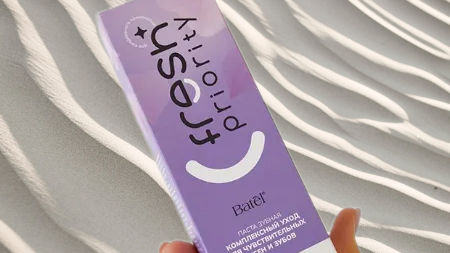 fresh
priority
Batel
ПАСТА ЗУБНАЯ
КОМПЛЕКСНЫЙ УХОД
ДЛЯ ЧУВСТВИТЕЛЬНЫХ
ДЕСЕН И ЗУБОВ